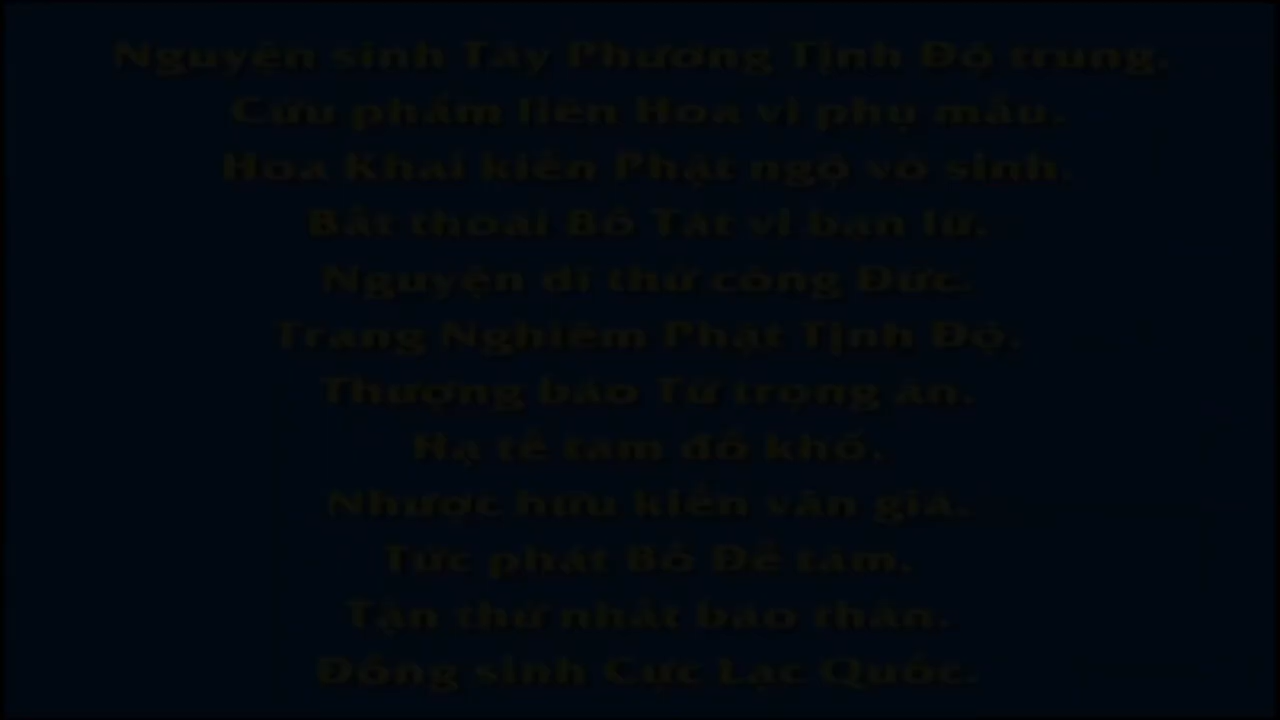 Nguyện sinh Tây Phương Tịnh Độ trung.
Cửu phẩm liên Hoa vi phụ mẫu.
Hoa Khai kiến Phật ngộ vô sinh.
Bất thoái Bồ Tát vi bạn lữ.
Nguyện dĩ thử công Đức.
Trang Nghiêm Phật Tịnh Độ.
Thượng báo Tứ trọng ân.
Hạ tế tam đồ khổ.
Nhược hữu kiến văn giả.
Tức phát Bồ Đề tâm.
Tận thử nhất báo thân.
Đồng sinh Cực Lạc Quốc.